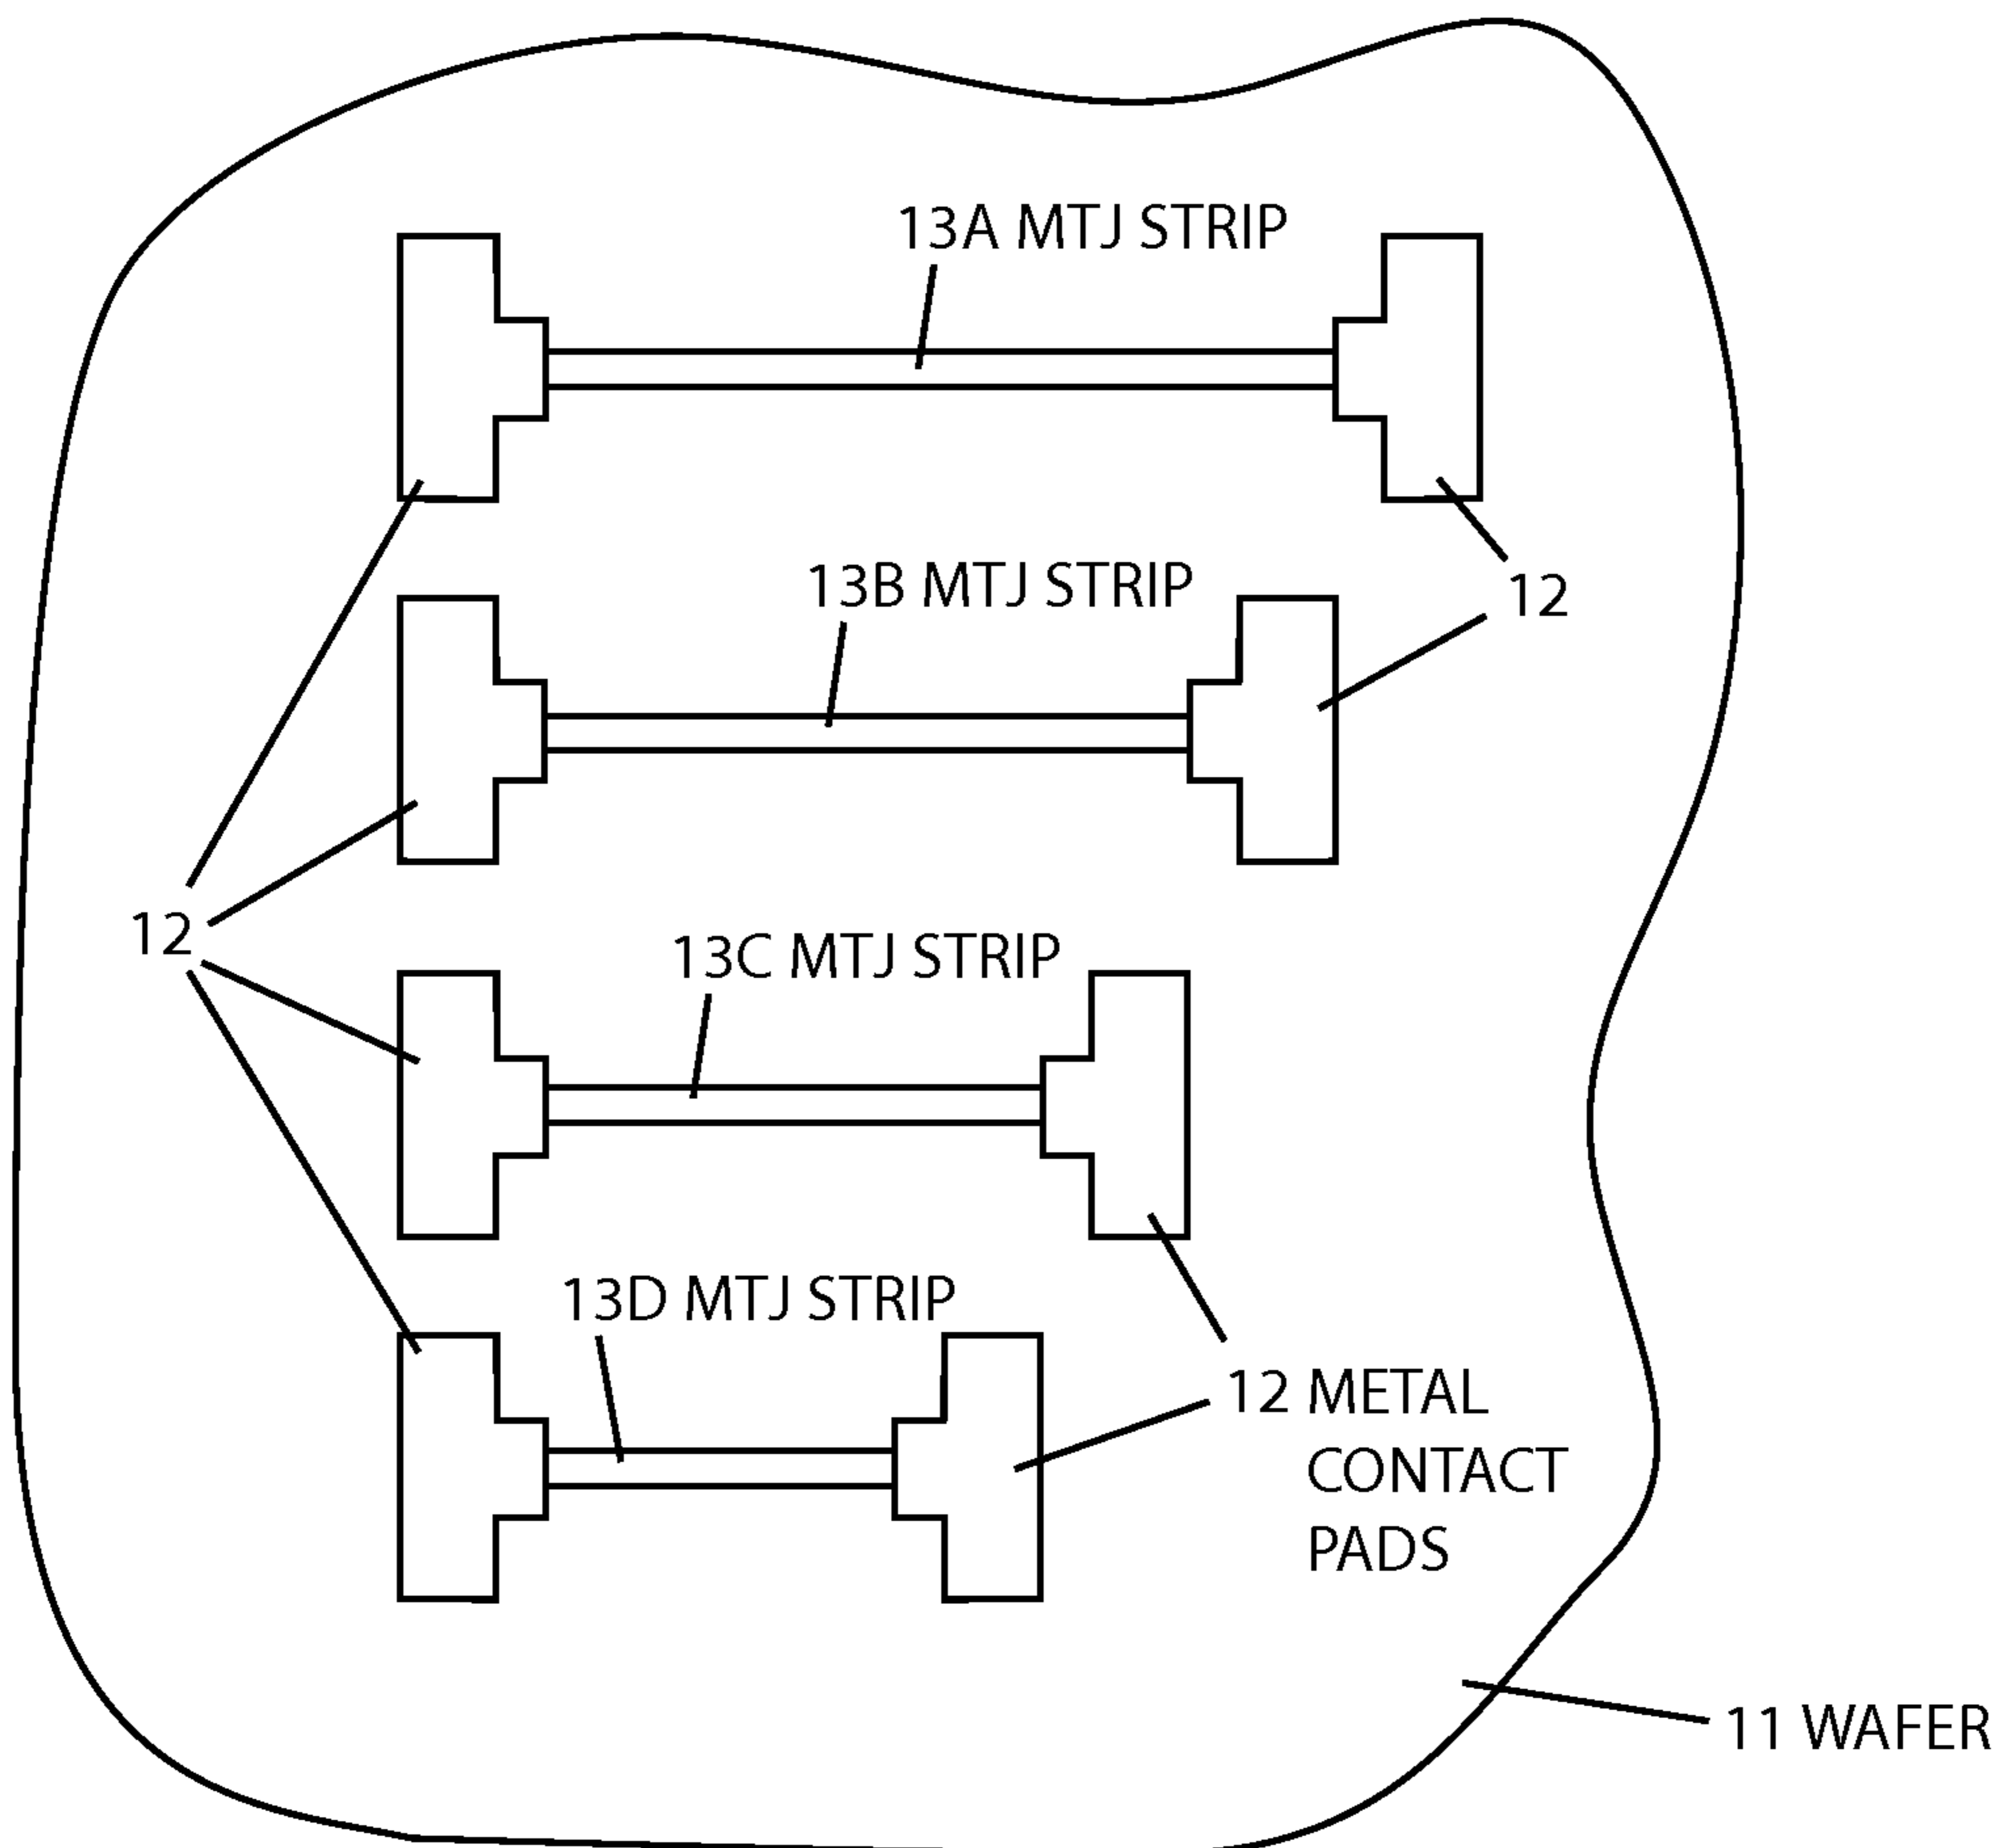 13A MTJ STRIP
13B MTJ STRIP
12
12
13C MTJ STRIP
13D MTJ STRIP
12 METAL
CONTACT
PADS
11 WAFER